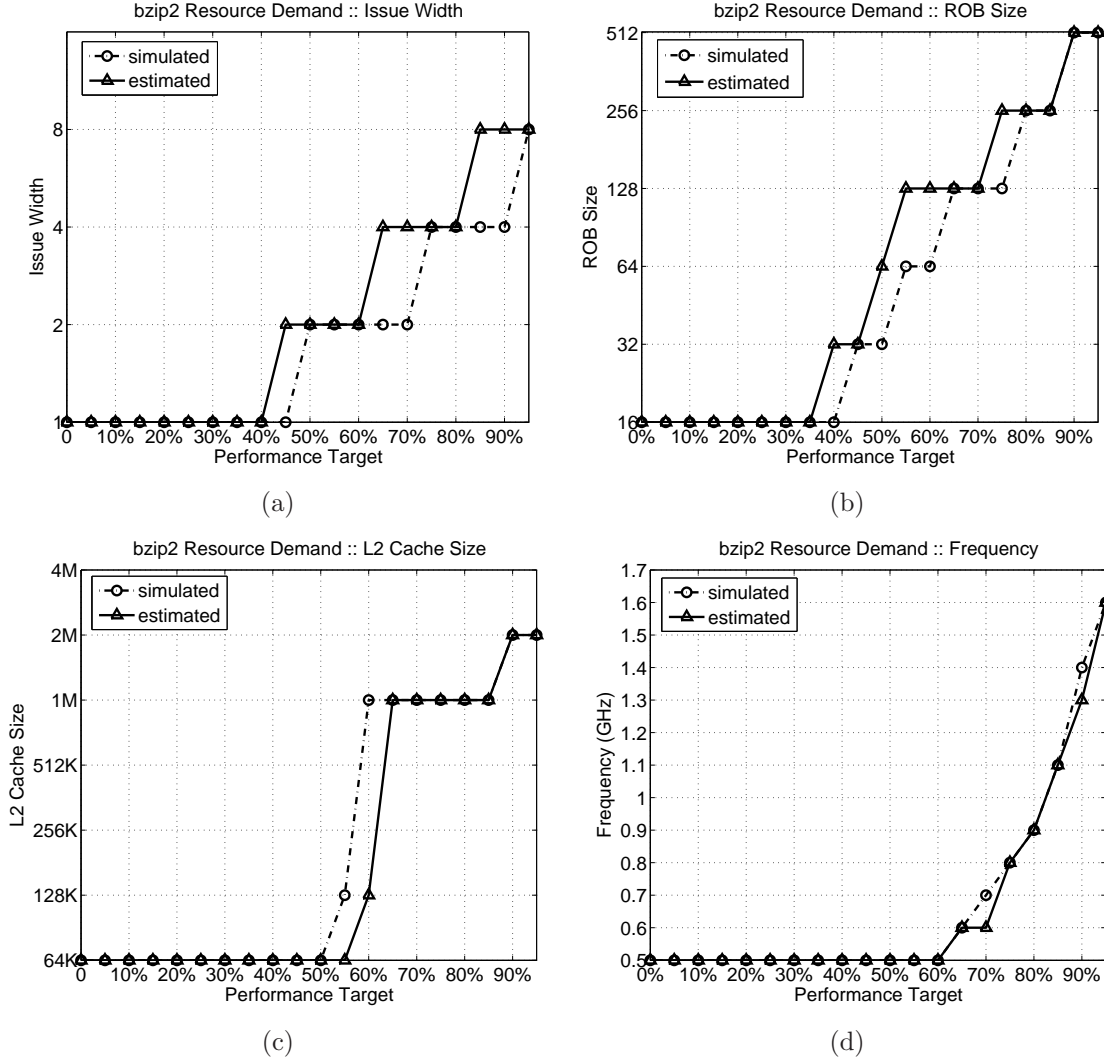 bzip2 Resource Demand :: Issue Width
simulated
estimated
8
4
2
1
Issue Width
0 10% 20% 30% 40% 50% 60% 70% 80% 90%
Performance Target
(a)
bzip2 Resource Demand :: ROB Size
simulated
estimated
512
256
128
64
32
16
ROB Size
0% 10% 20% 30% 40% 50% 60% 70% 80% 90%
Performance Target
(b)
bzip2 Resource Demand :: L2 Cache Size
simulated
estimated
4M
2M
1M
512K
256K
128K
64K
L2 Cache Size
0 10% 20% 30% 40% 50% 60% 70% 80% 90%
Performance Target
(c)
bzip2 Resource Demand :: Frequency
simulated
estimated
1.7
1.6
1.5
1.4
1.3
1.2
1.1
1
0.9
0.8
0.7
0.6
0.5
Frequency (GHz)
0% 10% 20% 30% 40% 50% 60% 70% 80% 90%
Performance Target
(d)